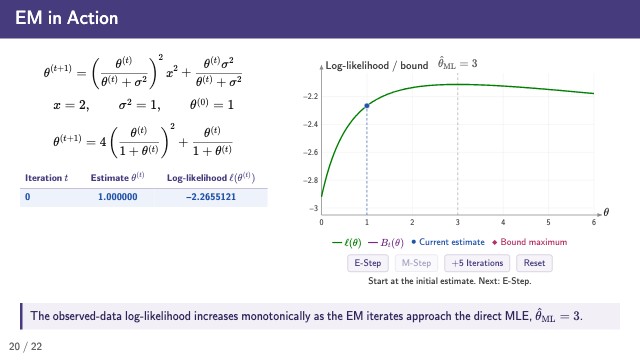 EM in Action
θ^(t+1) = (θ^(t) / (θ^(t) + σ²))² x² + θ^(t)σ² / (θ^(t) + σ²)
x = 2, σ² = 1, θ^(0) = 1
θ^(t+1) = 4 (θ^(t) / (1 + θ^(t)))² + θ^(t) / (1 + θ^(t))
Iteration t Estimate θ^(t) Log-likelihood ℓ(θ^(t))
0 1.000000 −2.2655121
Log-likelihood / bound θ̂_ML = 3
−2.2
−2.4
−2.6
−2.8
−3
0 1 2 3 4 5 6 θ
ℓ(θ) B_t(θ) Current estimate Bound maximum
E-Step M-Step +5 Iterations Reset
Start at the initial estimate. Next: E-Step.
The observed-data log-likelihood increases monotonically as the EM iterates approach the direct MLE, θ̂_ML = 3.
20 / 22